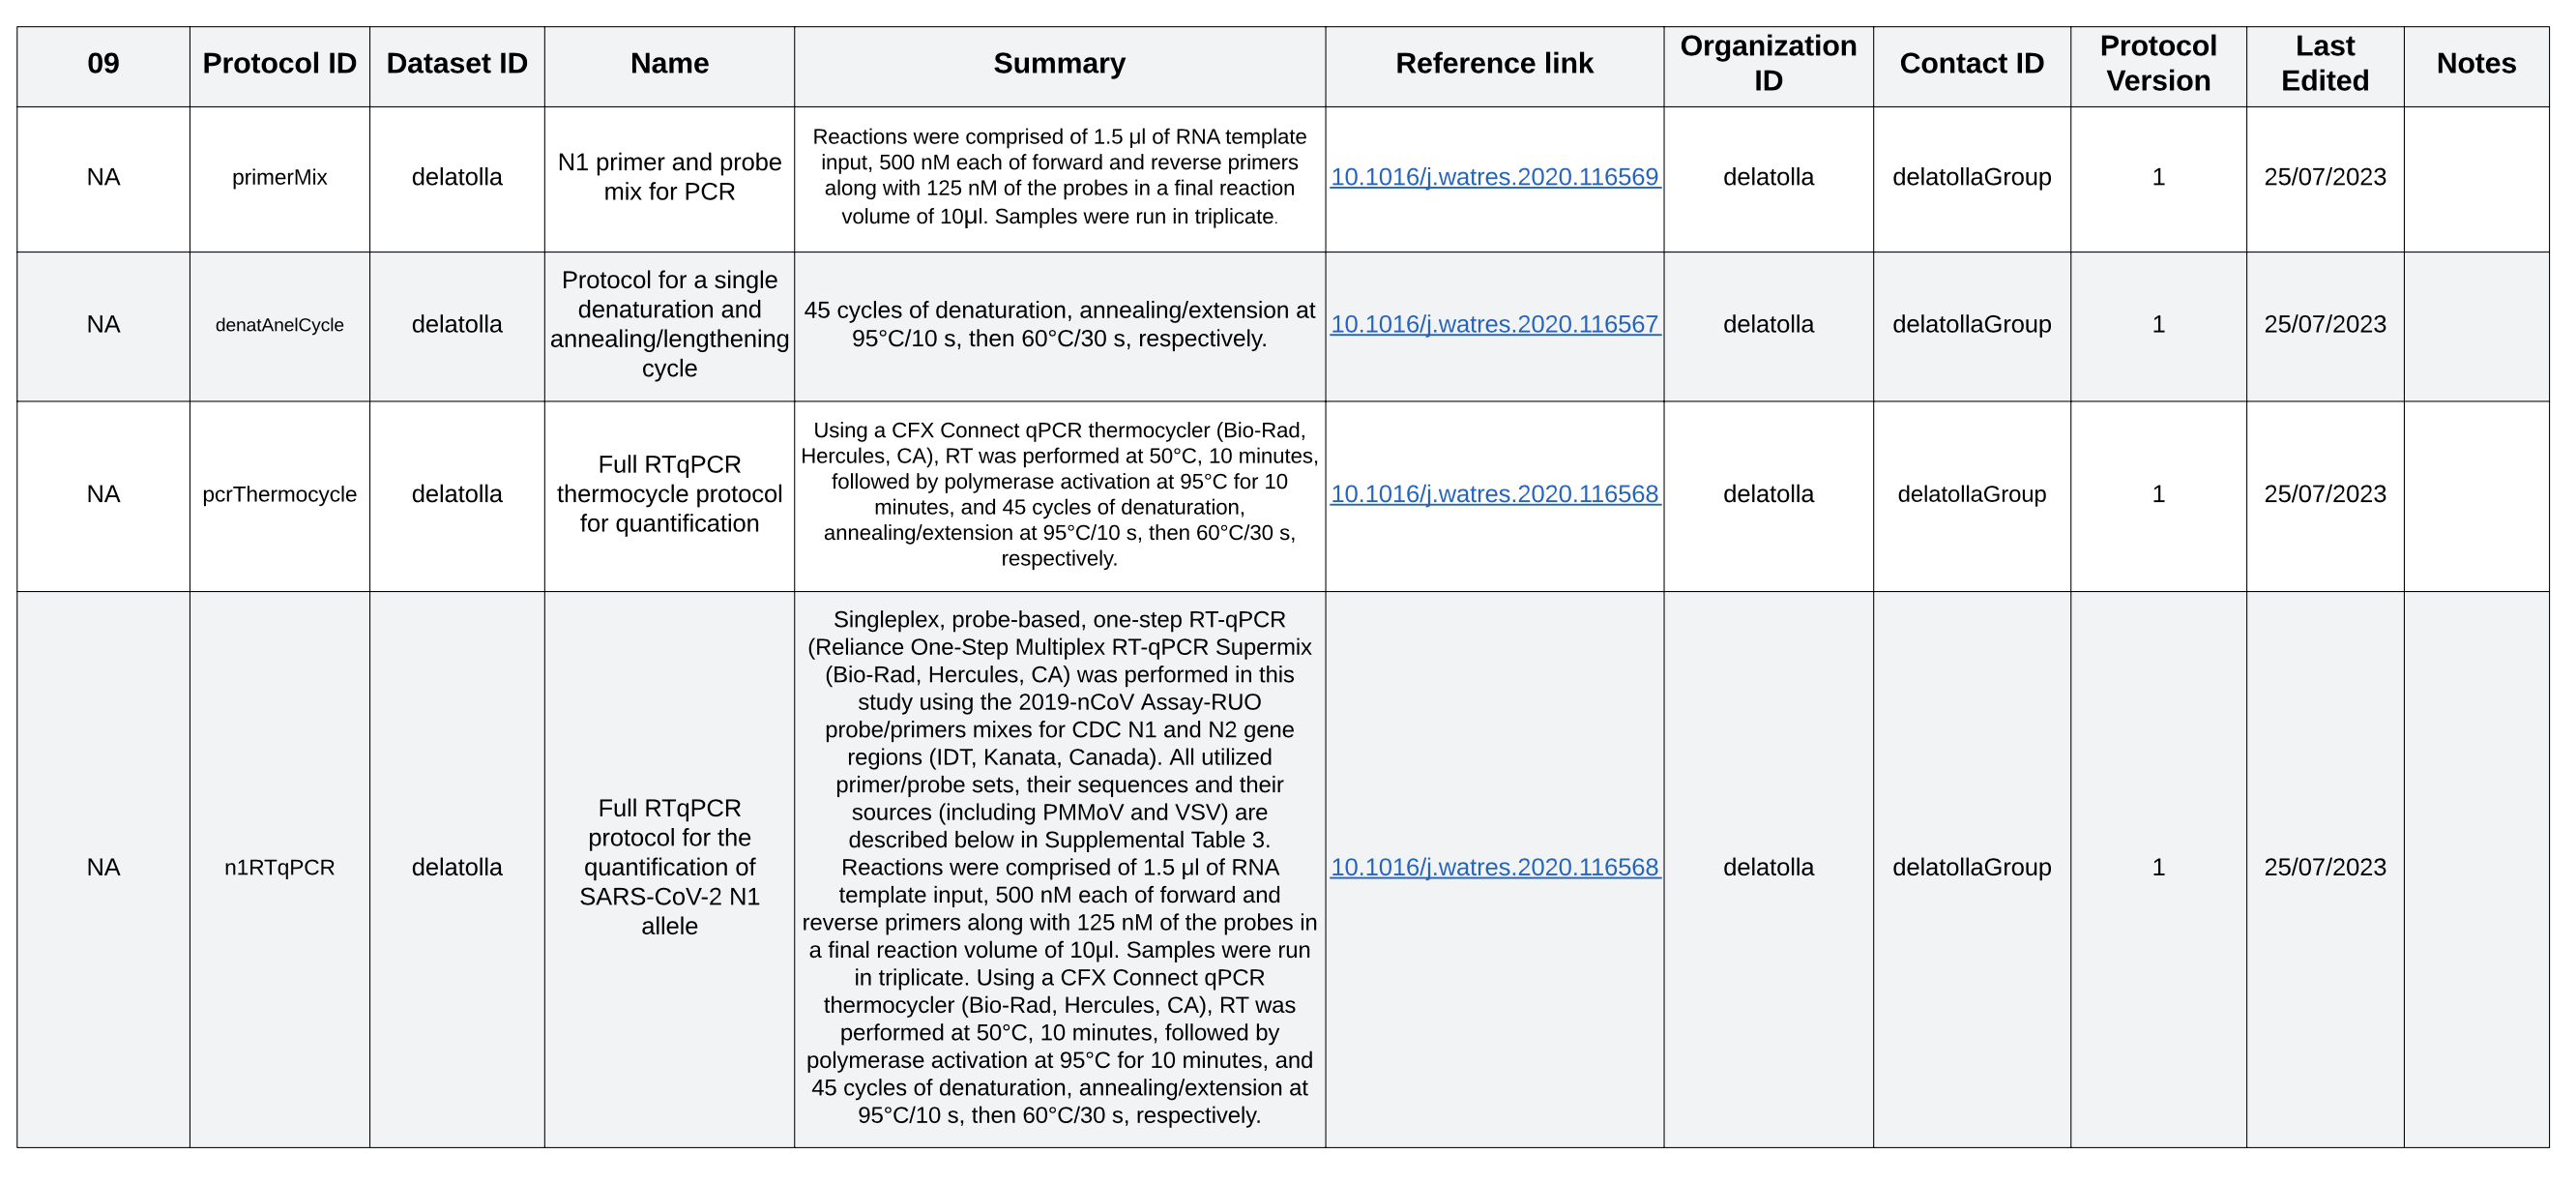 09
Protocol ID
Dataset ID
Name
Summary
Reference link
Organization
ID
Contact ID
Protocol
Version
Last
Edited
Notes
NA
primerMix
delatolla
N1 primer and probe
mix for PCR
Reactions were comprised of 1.5 μl of RNA template
input, 500 nM each of forward and reverse primers
along with 125 nM of the probes in a final reaction
volume of 10μl. Samples were run in triplicate.
10.1016/j.watres.2020.116569
delatolla
delatollaGroup
1
25/07/2023
NA
denatAnelCycle
delatolla
Protocol for a single
denaturation and
annealing/lengthening
cycle
45 cycles of denaturation, annealing/extension at
95°C/10 s, then 60°C/30 s, respectively.
10.1016/j.watres.2020.116567
delatolla
delatollaGroup
1
25/07/2023
NA
pcrThermocycle
delatolla
Full RTqPCR
thermocycle protocol
for quantification
Using a CFX Connect qPCR thermocycler (Bio-Rad,
Hercules, CA), RT was performed at 50°C, 10 minutes,
followed by polymerase activation at 95°C for 10
minutes, and 45 cycles of denaturation,
annealing/extension at 95°C/10 s, then 60°C/30 s,
respectively.
10.1016/j.watres.2020.116568
delatolla
delatollaGroup
1
25/07/2023
NA
n1RTqPCR
delatolla
Full RTqPCR
protocol for the
quantification of
SARS-CoV-2 N1
allele
Singleplex, probe-based, one-step RT-qPCR
(Reliance One-Step Multiplex RT-qPCR Supermix
(Bio-Rad, Hercules, CA) was performed in this
study using the 2019-nCoV Assay-RUO
probe/primers mixes for CDC N1 and N2 gene
regions (IDT, Kanata, Canada). All utilized
primer/probe sets, their sequences and their
sources (including PMMoV and VSV) are
described below in Supplemental Table 3.
Reactions were comprised of 1.5 μl of RNA
template input, 500 nM each of forward and
reverse primers along with 125 nM of the probes in
a final reaction volume of 10μl. Samples were run
in triplicate. Using a CFX Connect qPCR
thermocycler (Bio-Rad, Hercules, CA), RT was
performed at 50°C, 10 minutes, followed by
polymerase activation at 95°C for 10 minutes, and
45 cycles of denaturation, annealing/extension at
95°C/10 s, then 60°C/30 s, respectively.
10.1016/j.watres.2020.116568
delatolla
delatollaGroup
1
25/07/2023